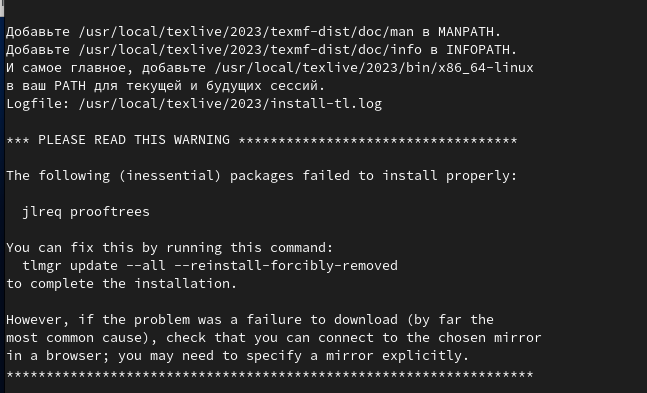 Добавьте /usr/local/texlive/2023/texmf-dist/doc/man в MANPATH.
Добавьте /usr/local/texlive/2023/texmf-dist/doc/info в INFOPATH.
И самое главное, добавьте /usr/local/texlive/2023/bin/x86_64-linux
в ваш PATH для текущей и будущих сессий.
Logfile: /usr/local/texlive/2023/install-tl.log
*** PLEASE READ THIS WARNING ***********************************
The following (inessential) packages failed to install properly:
jlreq prooftrees
You can fix this by running this command:
tlmgr update --all --reinstall-forcibly-removed
to complete the installation.
However, if the problem was a failure to download (by far the
most common cause), check that you can connect to the chosen mirror
in a browser; you may need to specify a mirror explicitly.
******************************************************************